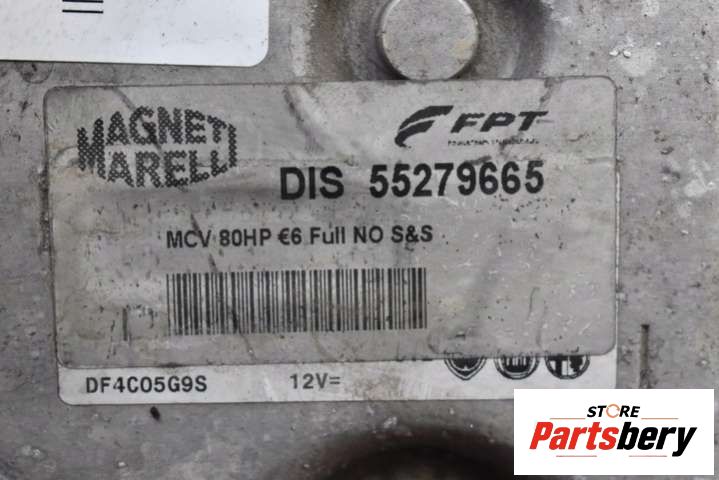 MAGNETI
MARELLI
FPT
DIS 55279665
MCV 80HP €6 Full NO S&S
DF4C05G9S 12V=
STORE
Partsbery